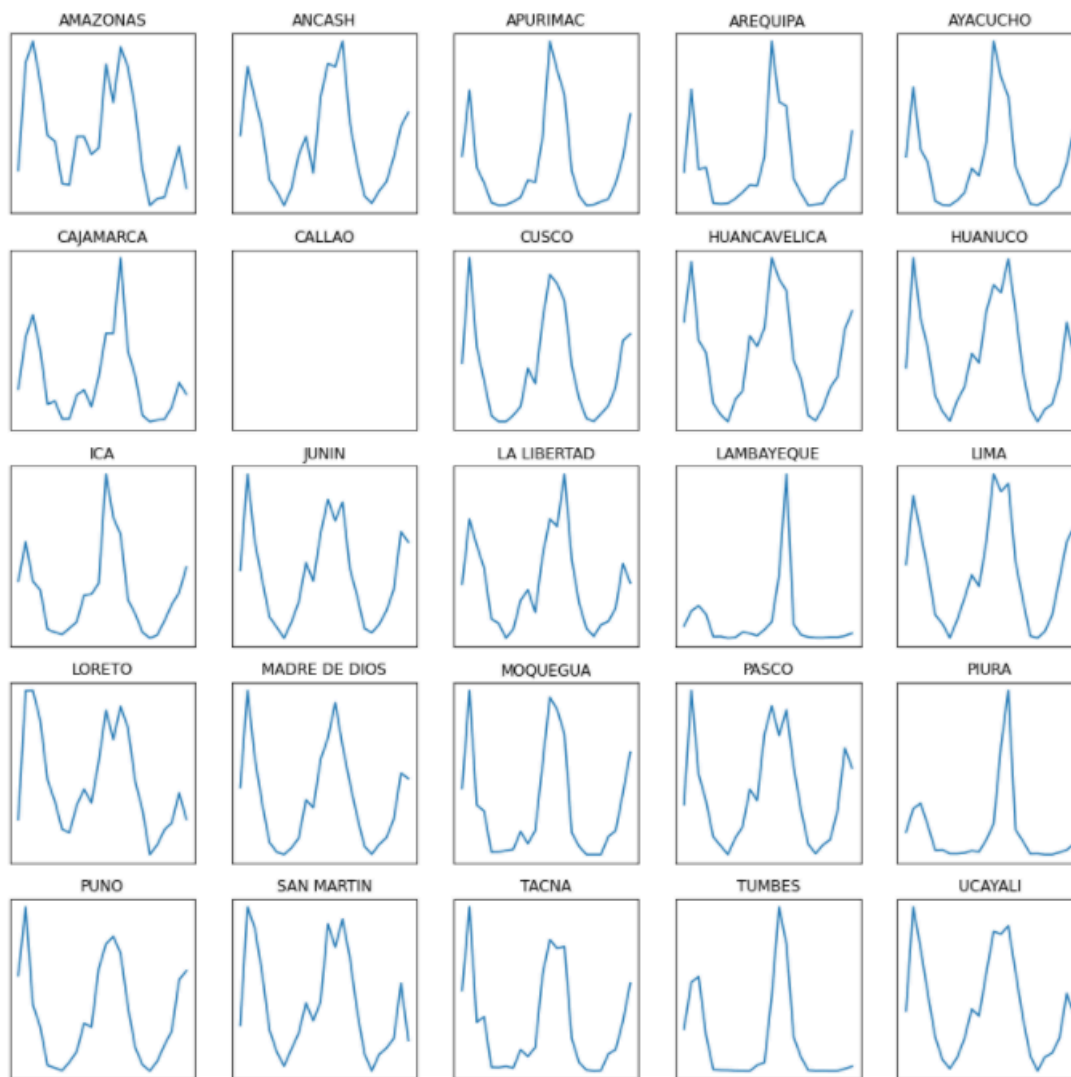 AMAZONAS ANCASH APURIMAC AREQUIPA AYACUCHO
CAJAMARCA CALLAO CUSCO HUANCAVELICA HUANUCO
ICA JUNIN LA LIBERTAD LAMBAYEQUE LIMA
LORETO MADRE DE DIOS MOQUEGUA PASCO PIURA
PUNO SAN MARTIN TACNA TUMBES UCAYALI